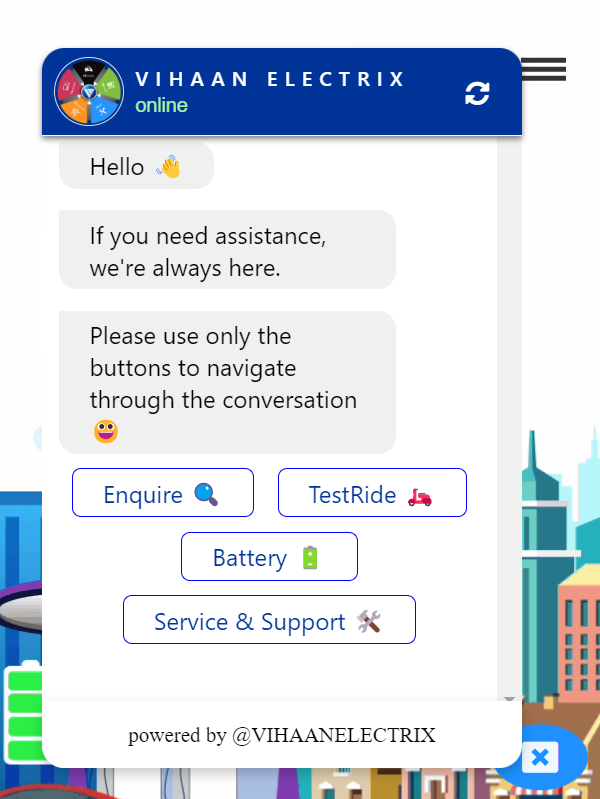 VIHAAN ELECTRIX
online
Hello 👋
If you need assistance,
we're always here.
Please use only the
buttons to navigate
through the conversation
😀
Enquire 🔍
TestRide 🛵
Battery 🔋
Service & Support 🛠️
powered by @VIHAANELECTRIX